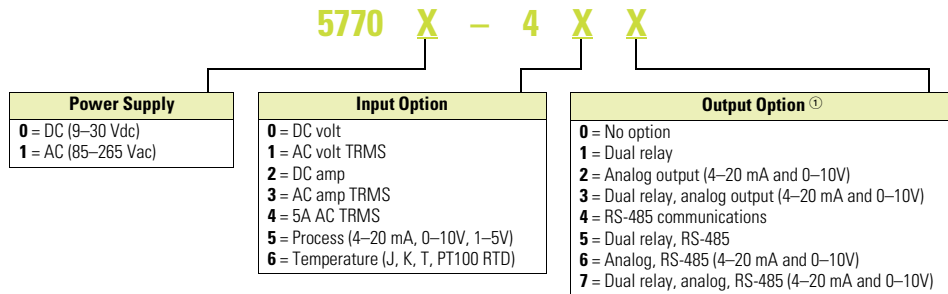 5770 X – 4 X X
Power Supply
0 = DC (9–30 Vdc)
1 = AC (85–265 Vac)
Input Option
0 = DC volt
1 = AC volt TRMS
2 = DC amp
3 = AC amp TRMS
4 = 5A AC TRMS
5 = Process (4–20 mA, 0–10V, 1–5V)
6 = Temperature (J, K, T, PT100 RTD)
Output Option ①
0 = No option
1 = Dual relay
2 = Analog output (4–20 mA and 0–10V)
3 = Dual relay, analog output (4–20 mA and 0–10V)
4 = RS-485 communications
5 = Dual relay, RS-485
6 = Analog, RS-485 (4–20 mA and 0–10V)
7 = Dual relay, analog, RS-485 (4–20 mA and 0–10V)